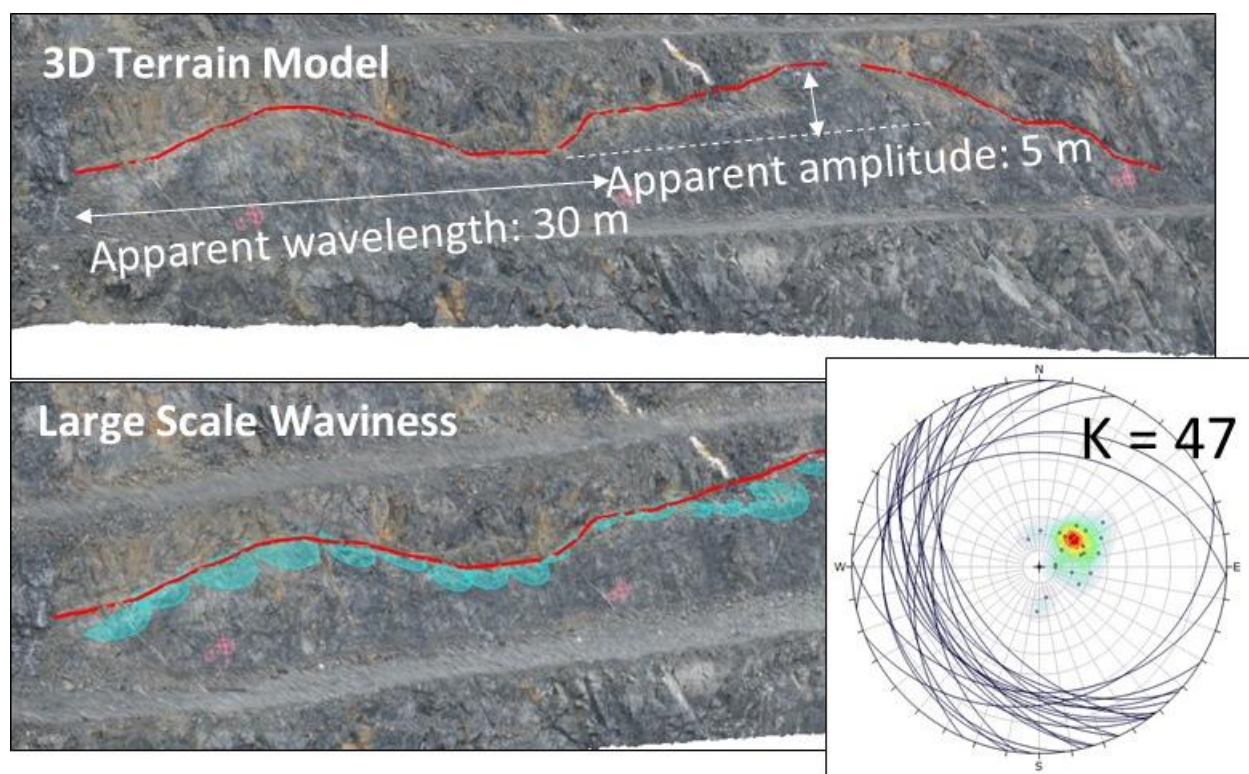 3D Terrain Model
Apparent amplitude: 5 m
Apparent wavelength: 30 m
Large Scale Waviness
N
K = 47
W
E
S